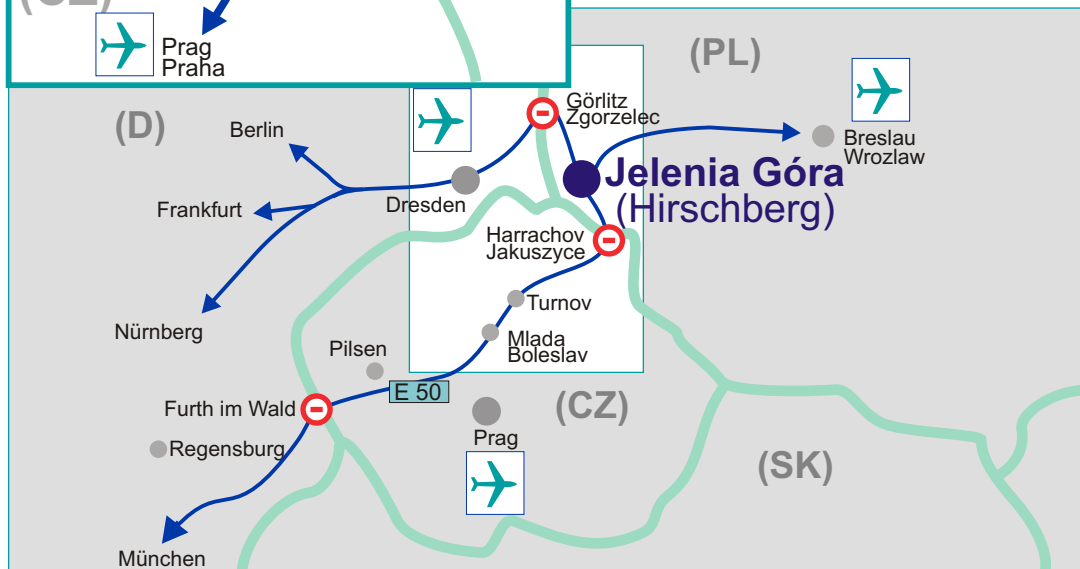 Prag
Praha
(PL)
(D)
Berlin
Görlitz
Zgorzelec
Breslau
Wrozlaw
Jelenia Góra
(Hirschberg)
Dresden
Frankfurt
Harrachov
Jakuszyce
Turnov
Nürnberg
Mlada
Boleslav
Pilsen
E 50
(CZ)
Furth im Wald
Prag
Regensburg
(SK)
München